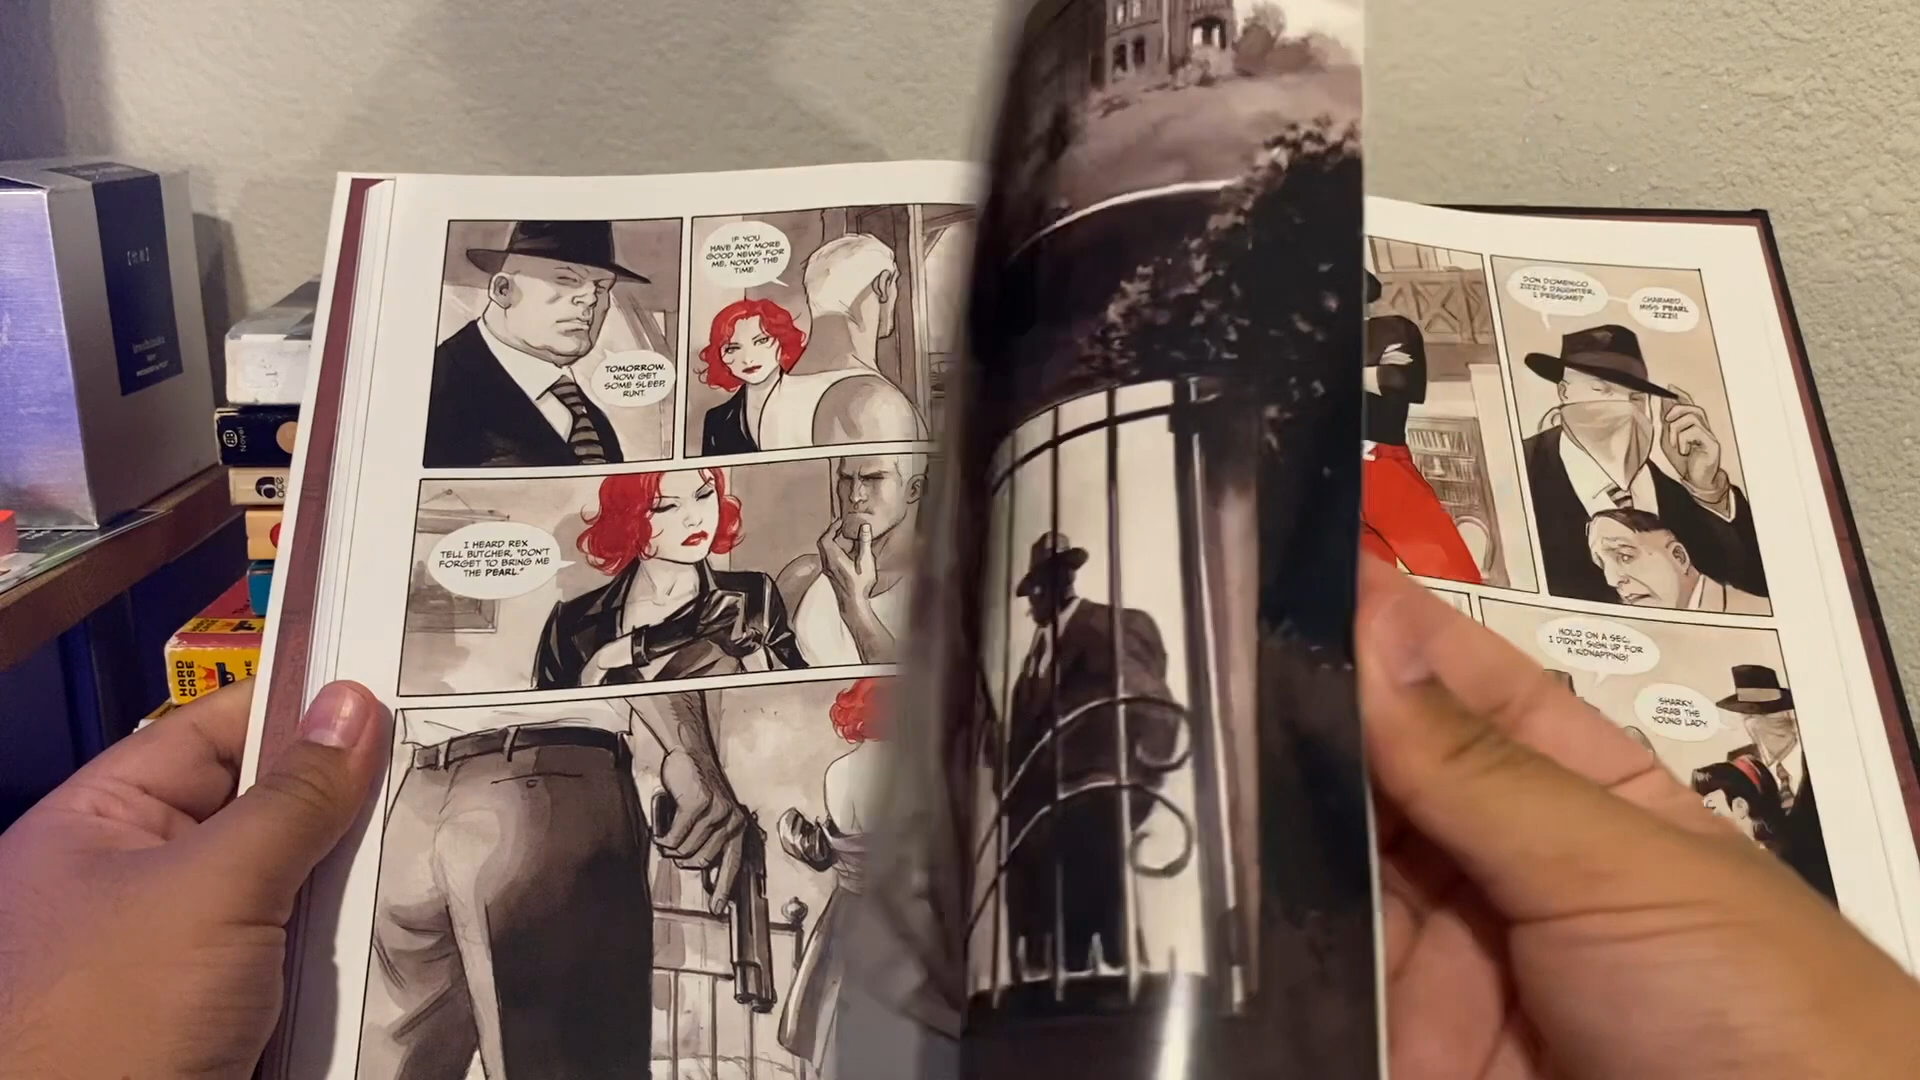 TOMORROW.
NOW GET
SOME SLEEP,
RUNT.
IF YOU
HAVE ANY MORE
GOOD NEWS FOR
ME, NOW'S THE
TIME.
I HEARD REX
TELL BUTCHER, "DON'T
FORGET TO BRING ME
THE PEARL."
DON DOMENICO
ZIZZI'S DAUGHTER,
I PRESUME?
CHARMED,
MISS PEARL
ZIZZI!
HOLD ON A SEC,
I DIDN'T SIGN UP FOR
A KIDNAPPING!
SHARKY,
GRAB THE
YOUNG LADY.
Novel
ace
HARD
CASE